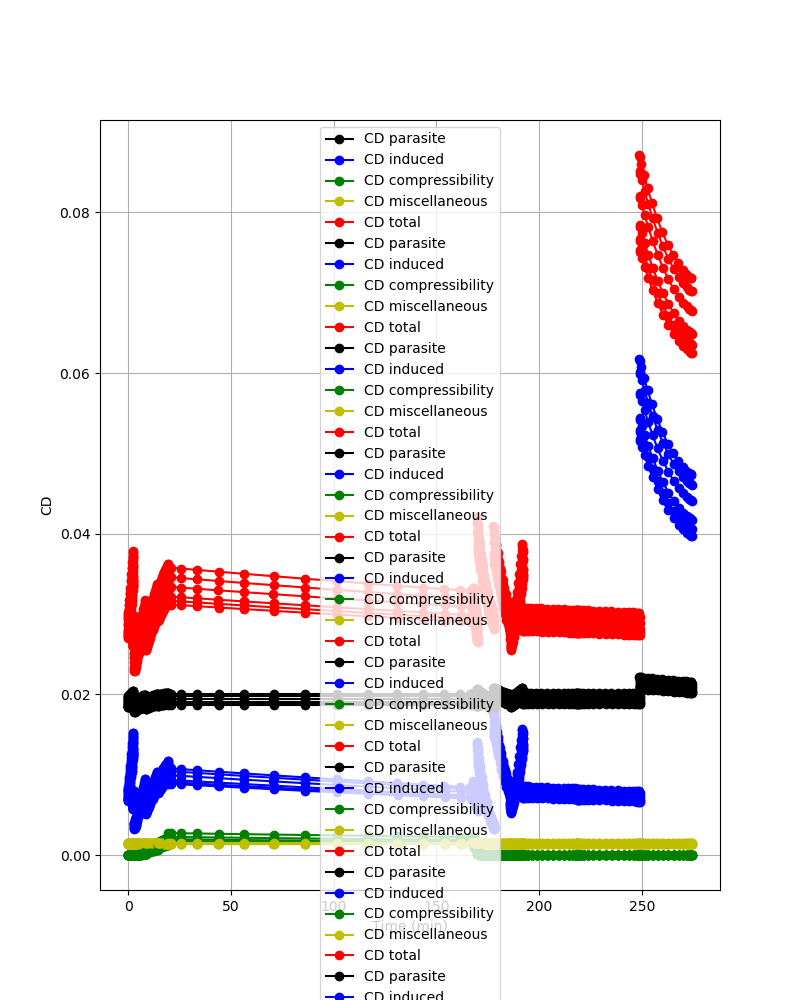 CD parasite
CD induced
CD compressibility
CD miscellaneous
CD total
CD parasite
CD induced
CD compressibility
CD miscellaneous
CD total
CD parasite
CD induced
CD compressibility
CD miscellaneous
CD total
CD parasite
CD induced
CD compressibility
CD miscellaneous
CD total
CD parasite
CD induced
CD compressibility
CD miscellaneous
CD total
CD parasite
CD induced
CD compressibility
CD miscellaneous
CD total
CD parasite
CD induced
CD compressibility
CD miscellaneous
CD total
CD parasite
CD induced
CD compressibility
CD miscellaneous
CD total
CD parasite
CD induced
0.08
0.06
0.04
0.02
0.00
CD
0 50 100 150 200 250
Time (min)